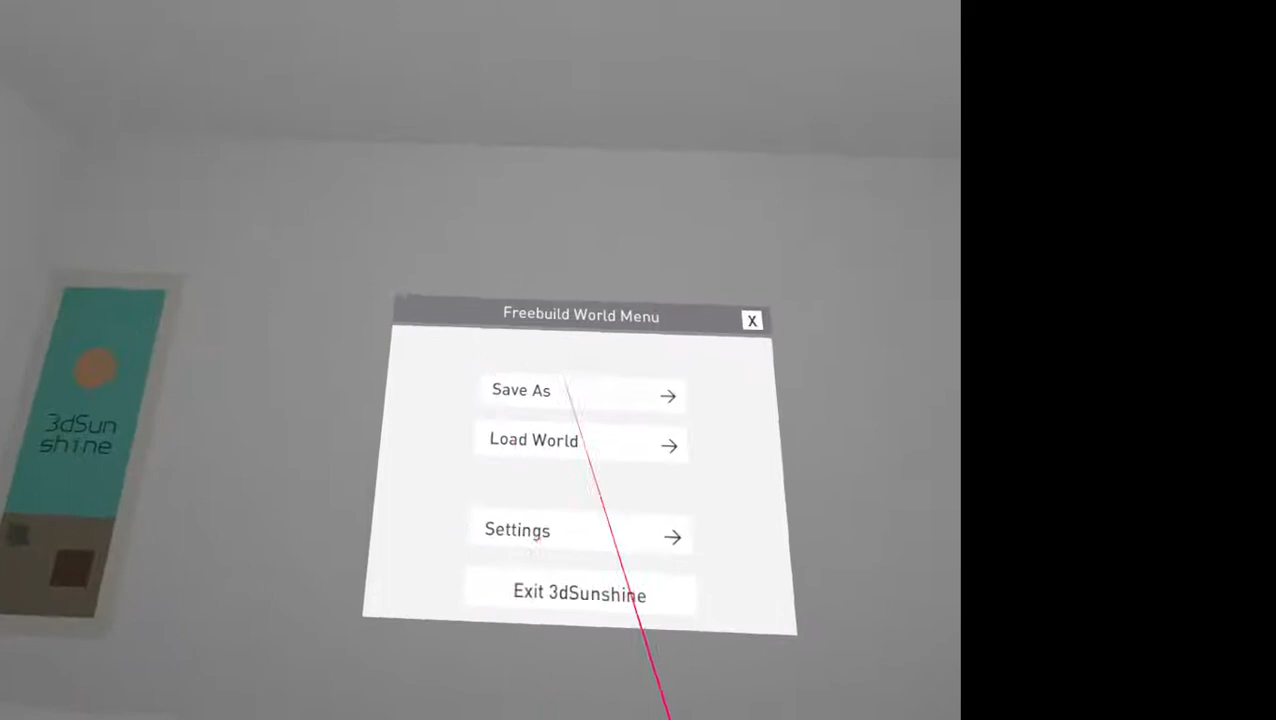 Freebuild World Menu
X
Save As
Load World
Settings
Exit 3dSunshine
3dSun
shine